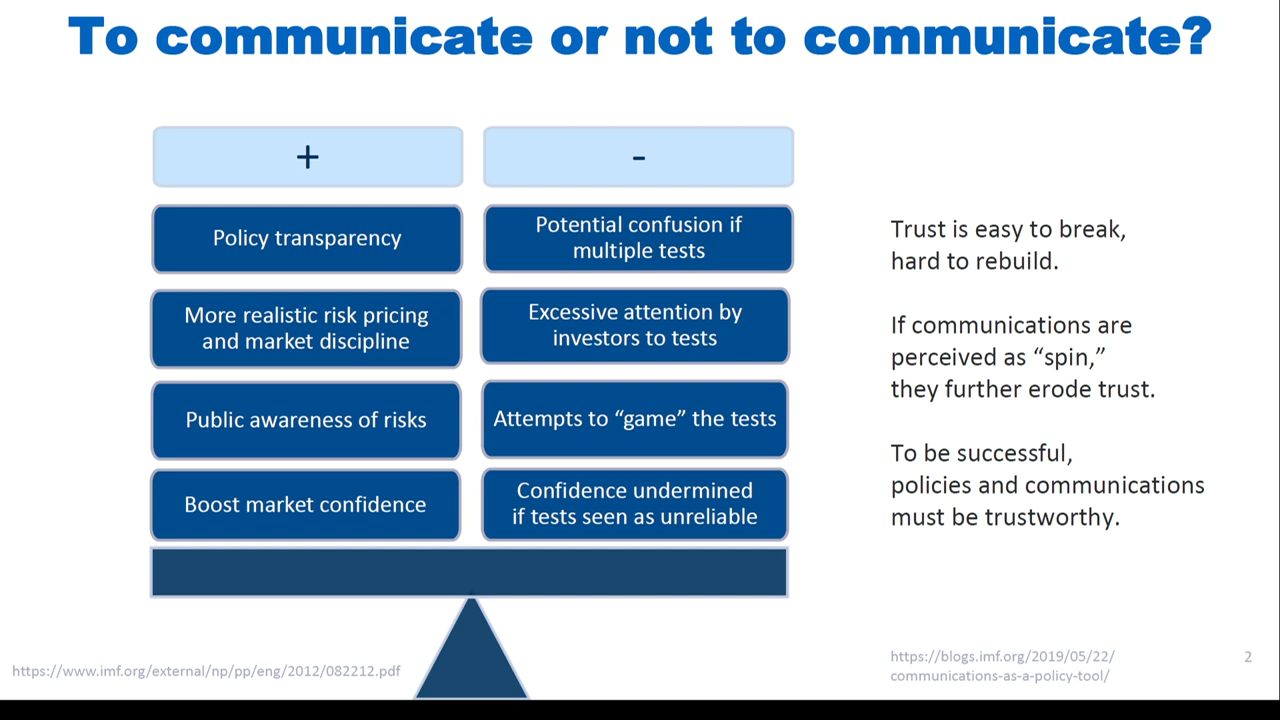 To communicate or not to communicate?
+
-
Policy transparency
Potential confusion if
multiple tests
More realistic risk pricing
and market discipline
Excessive attention by
investors to tests
Public awareness of risks
Attempts to “game” the tests
Boost market confidence
Confidence undermined
if tests seen as unreliable
Trust is easy to break,
hard to rebuild.
If communications are
perceived as “spin,”
they further erode trust.
To be successful,
policies and communications
must be trustworthy.
https://www.imf.org/external/np/pp/eng/2012/082212.pdf
https://blogs.imf.org/2019/05/22/
communications-as-a-policy-tool/
2